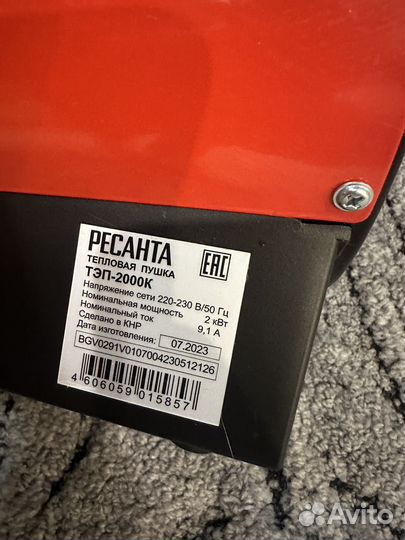 РЕСАНТА
ТЕПЛОВАЯ ПУШКА
ТЭП-2000К
EAC
Напряжение сети 220-230 В/50 Гц
Номинальная мощность 2 кВт
Номинальный ток 9,1 А
Сделано в КНР
Дата изготовления: 07.2023
BGV0291V0107004230512126
4 606059 015857
Avito